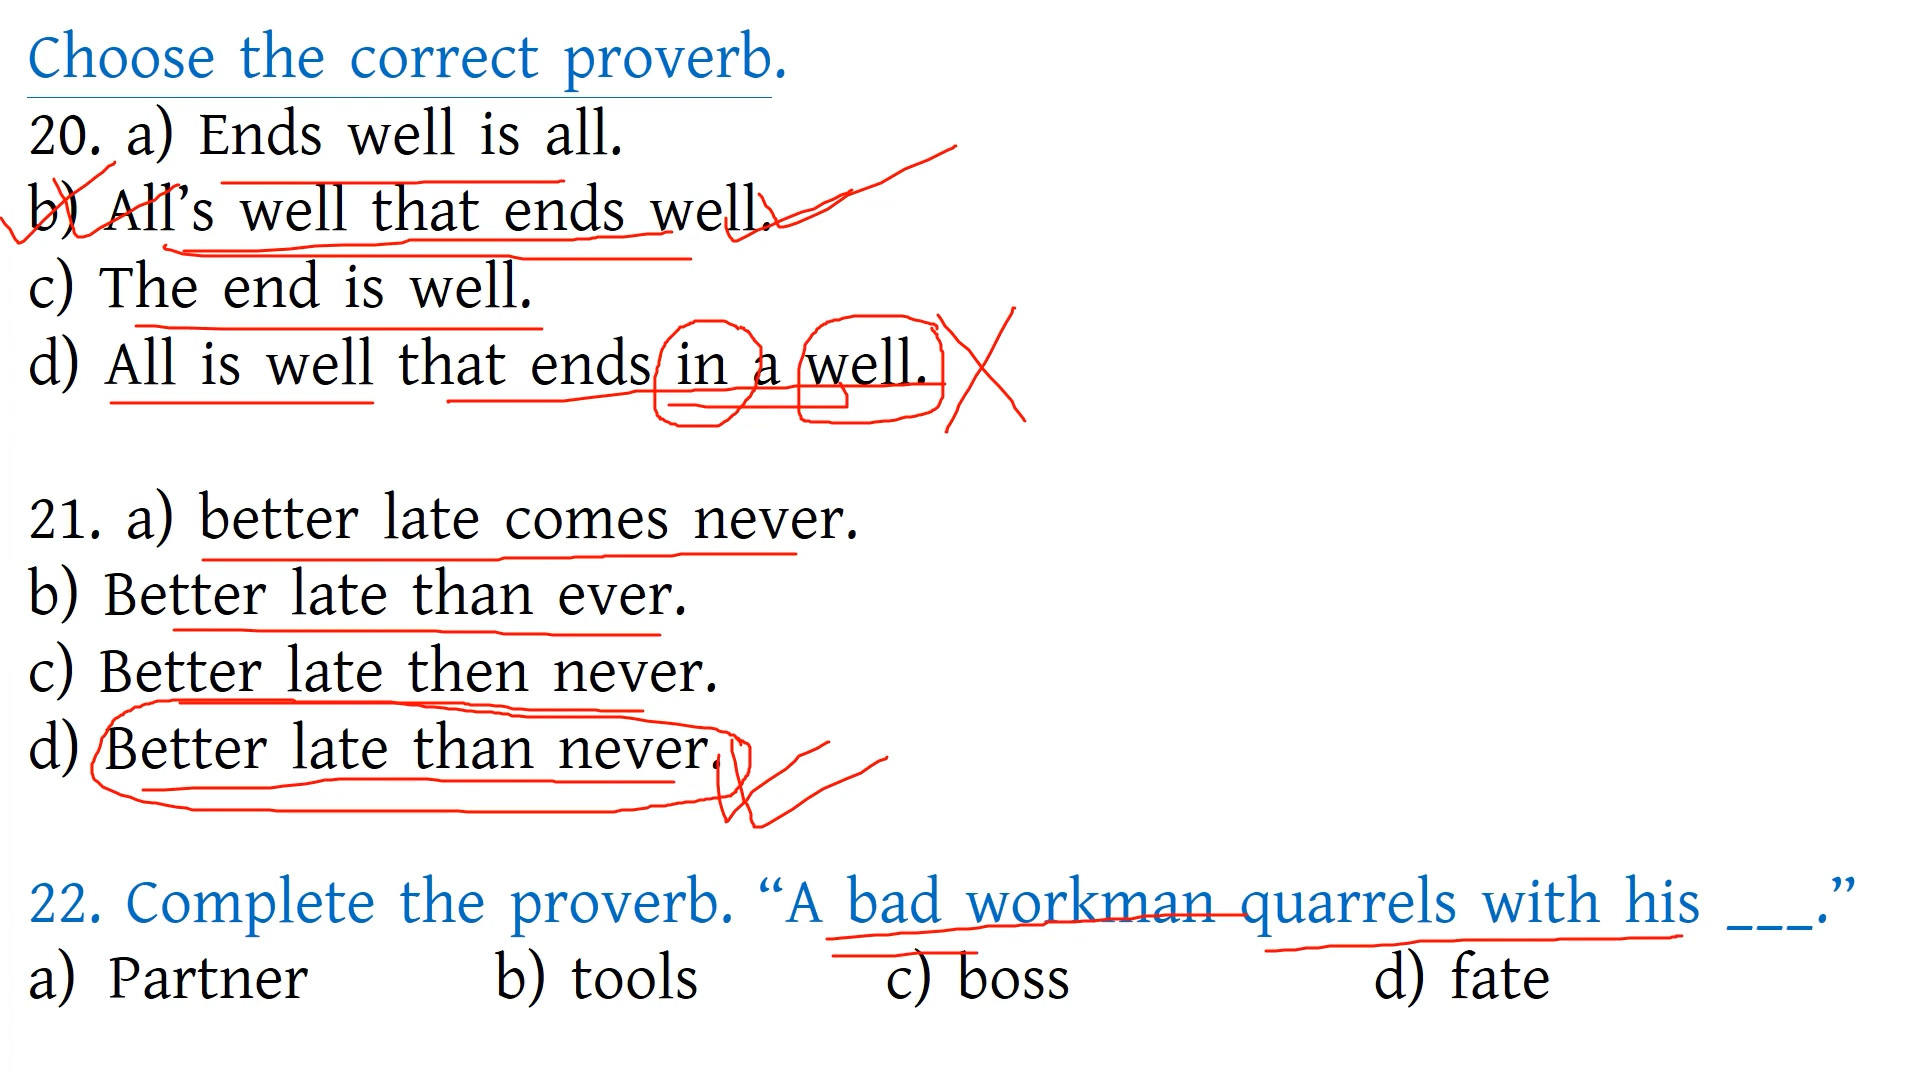 Choose the correct proverb.
20. a) Ends well is all.
b) All’s well that ends well.
c) The end is well.
d) All is well that ends in a well.
21. a) better late comes never.
b) Better late than ever.
c) Better late then never.
d) Better late than never.
22. Complete the proverb. “A bad workman quarrels with his ___.”
a) Partner b) tools c) boss d) fate